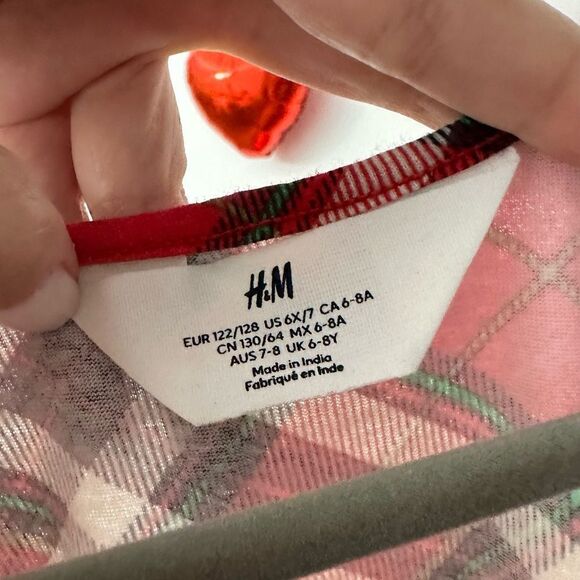 H&M
EUR 122/128 US 6X/7 CA 6-8A
CN 130/64 MX 6-8A
AUS 7-8 UK 6-8Y
Made in India
Fabriqué en Inde